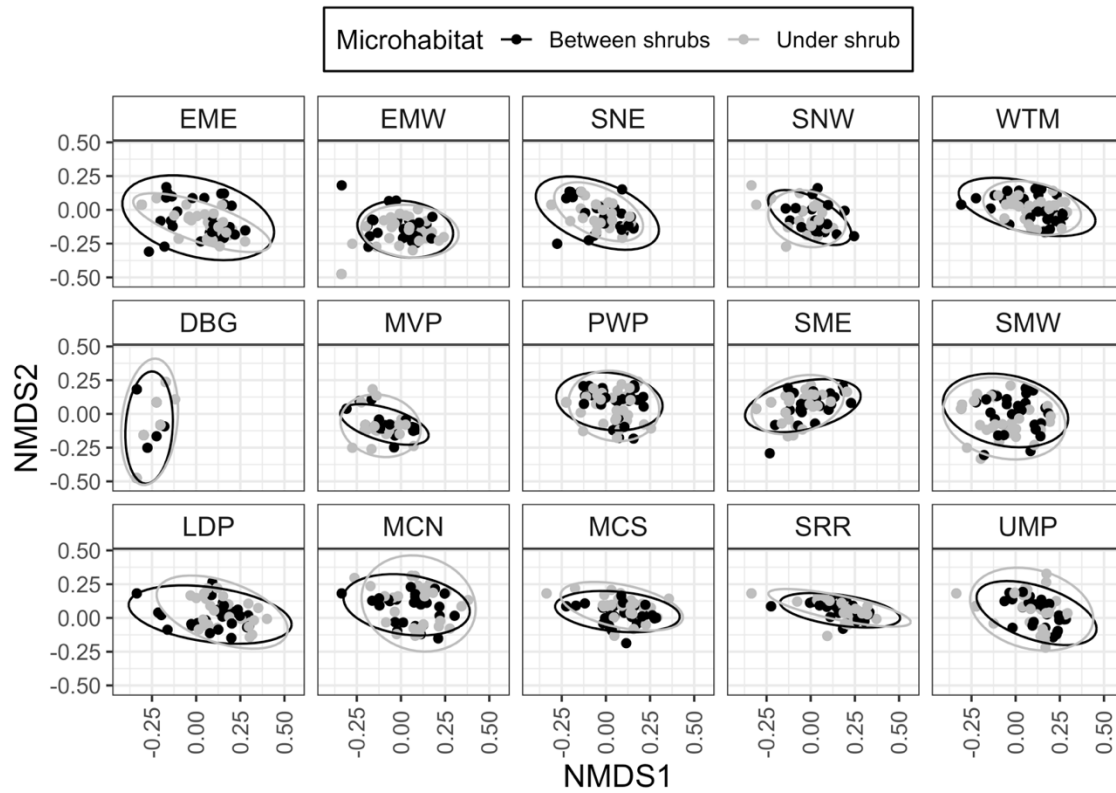 Microhabitat Between shrubs Under shrub
EME EMW SNE SNW WTM
0.50
0.25
0.00
-0.25
-0.50
DBG MVP PWP SME SMW
0.50
0.25
0.00
-0.25
-0.50
NMDS2
LDP MCN MCS SRR UMP
0.50
0.25
0.00
-0.25
-0.50
-0.25 0.00 0.25 0.50 -0.25 0.00 0.25 0.50 -0.25 0.00 0.25 0.50 -0.25 0.00 0.25 0.50 -0.25 0.00 0.25 0.50
NMDS1